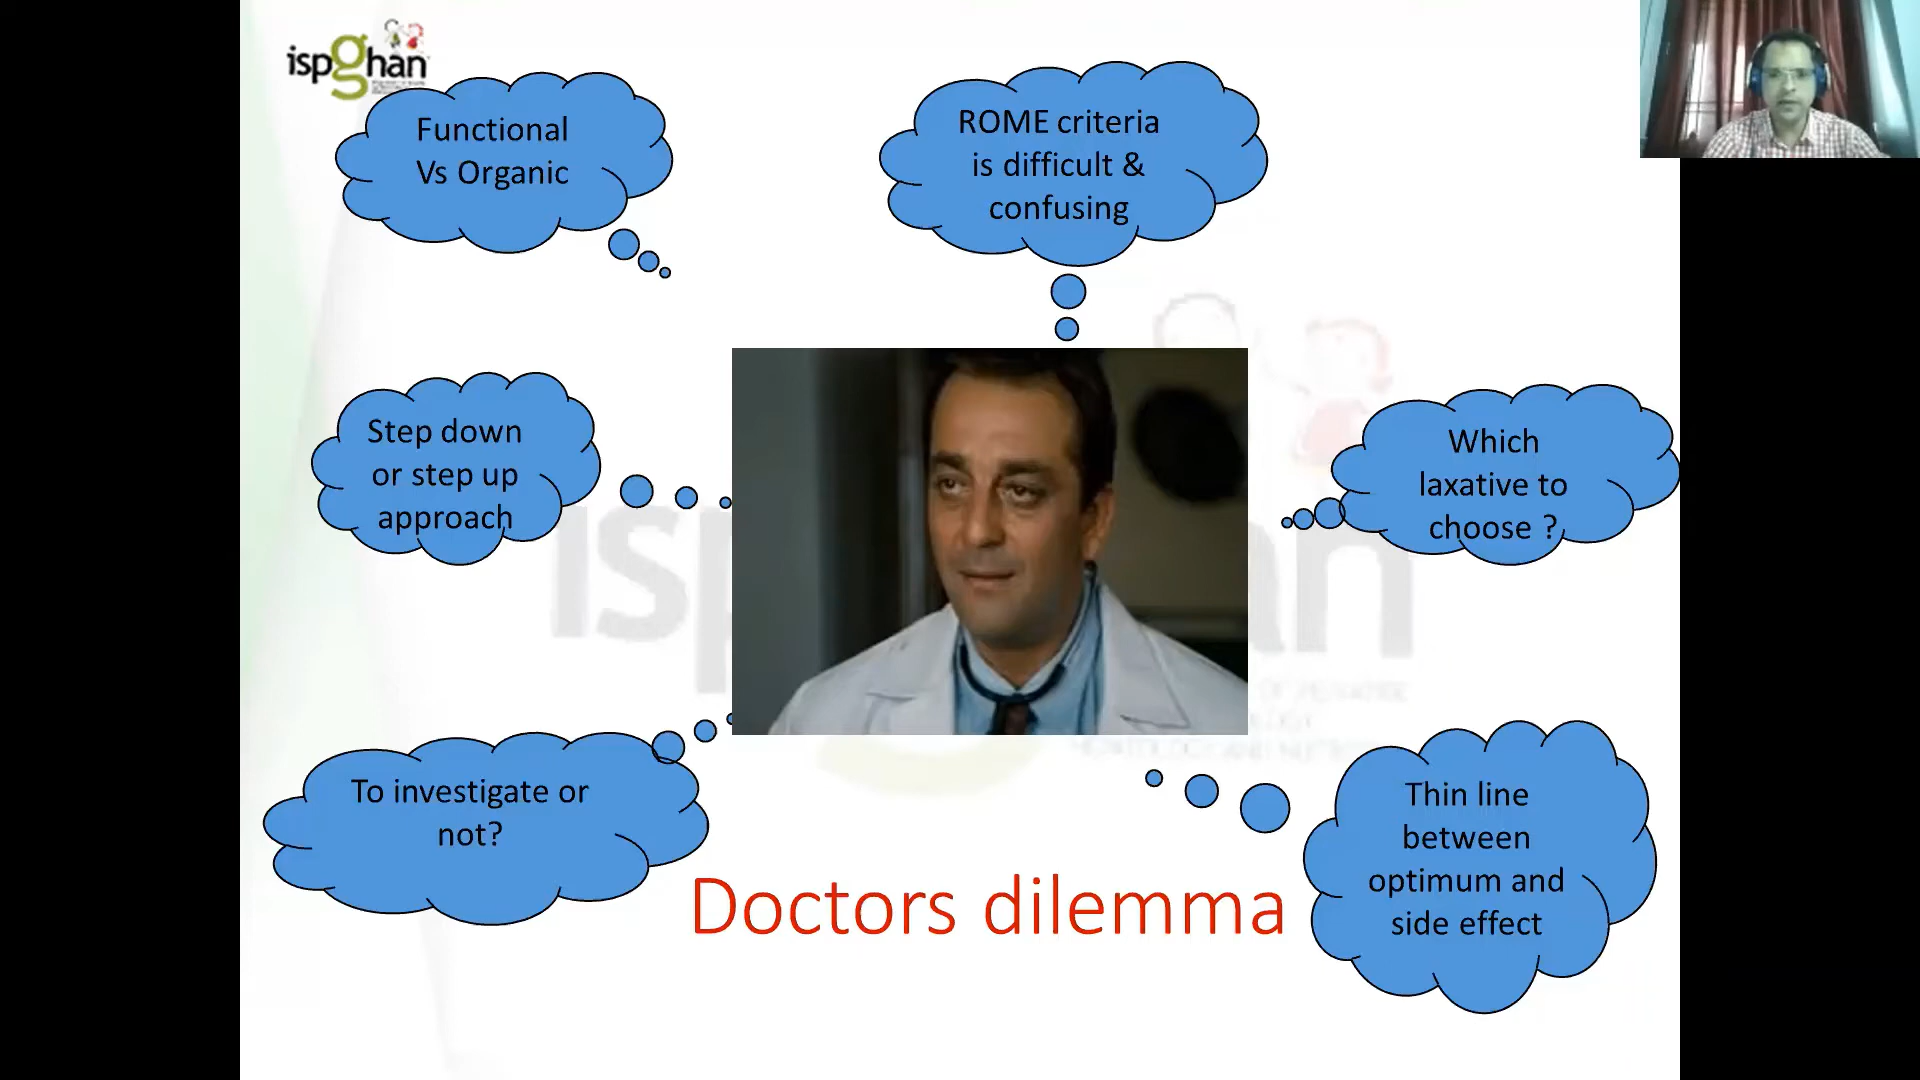 ispghan
Functional
Vs Organic
ROME criteria
is difficult &
confusing
Step down
or step up
approach
Which
laxative to
choose ?
To investigate or
not?
Thin line
between
optimum and
side effect
Doctors dilemma